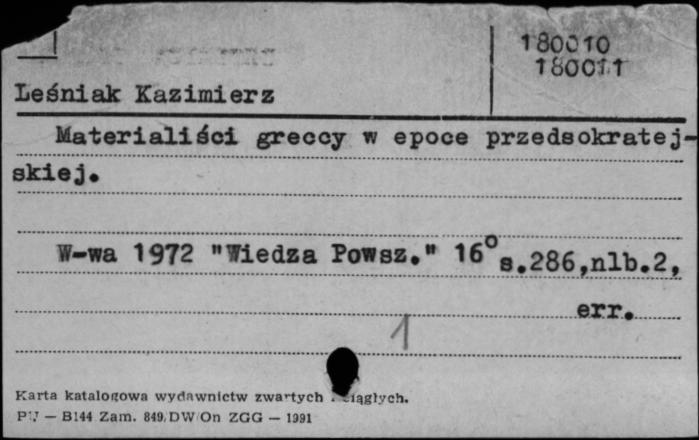 180010
180011
Leśniak Kazimierz
Materialiści greccy w epoce przedsokratej-
skiej.
W-wa 1972 "Wiedza Powsz." 16° s.286,nlb.2,
err.
1
Karta katalogowa wydawnictw zwartych ciągłych.
PU — B144 Zam. 849/DW/On ZGG — 1991